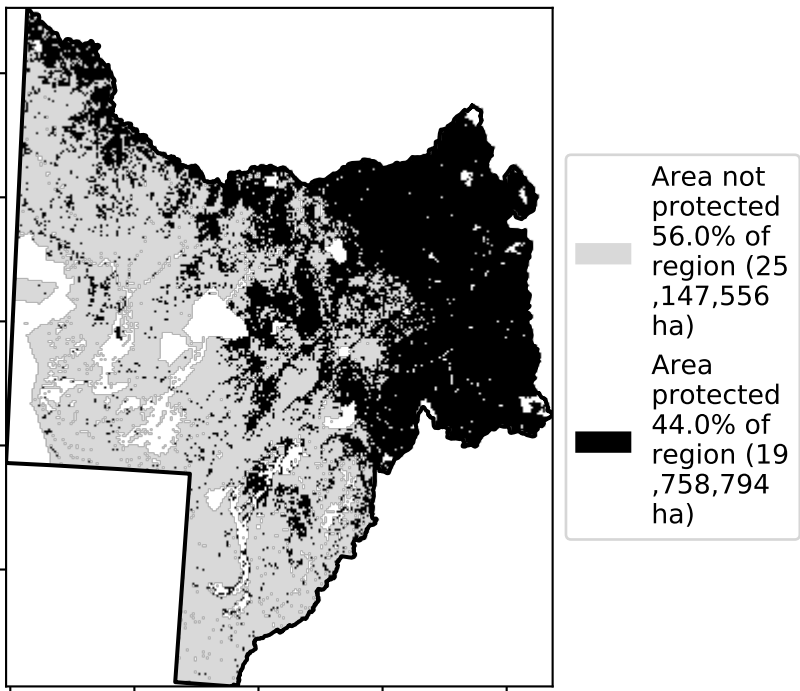 Area not
protected
56.0% of
region (25
,147,556
ha)
Area
protected
44.0% of
region (19
,758,794
ha)